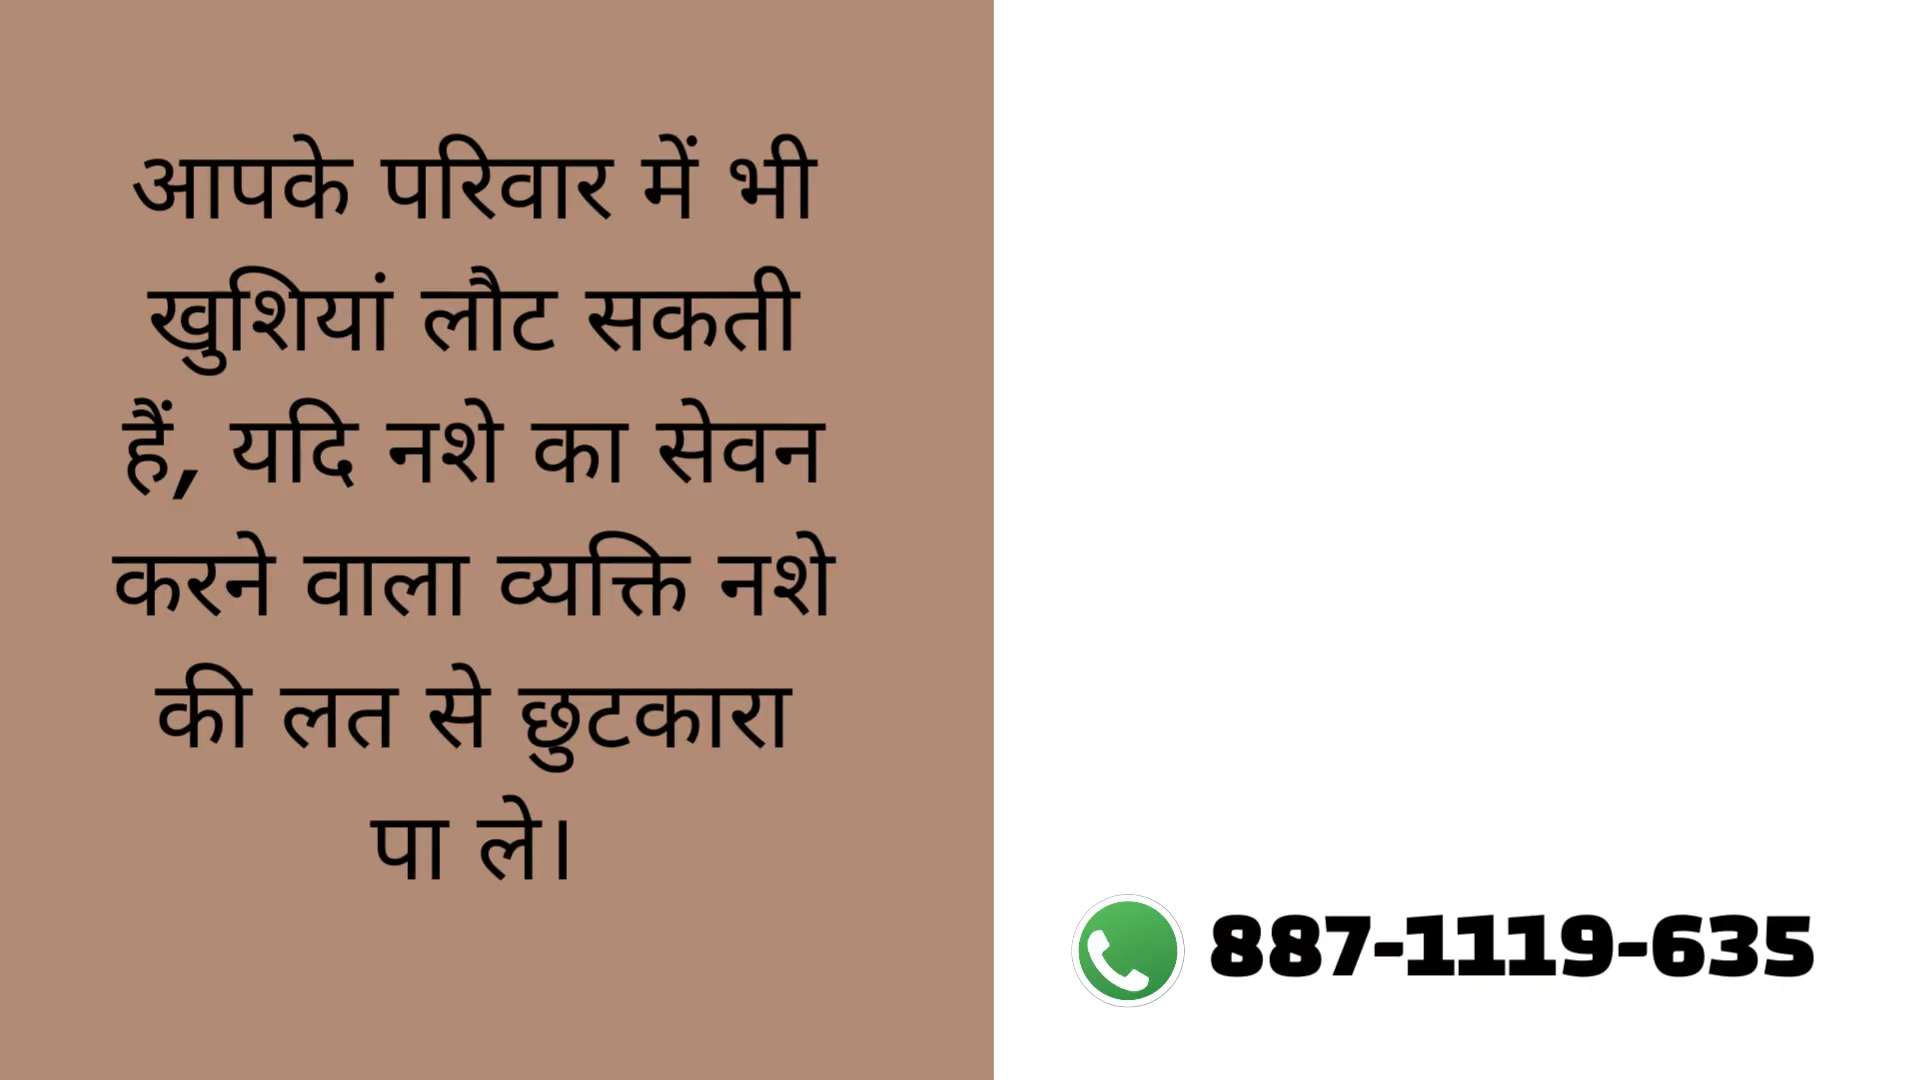 आपके परिवार में भी
खुशियां लौट सकती
हैं, यदि नशे का सेवन
करने वाला व्यक्ति नशे
की लत से छुटकारा
पा ले।
887-1119-635